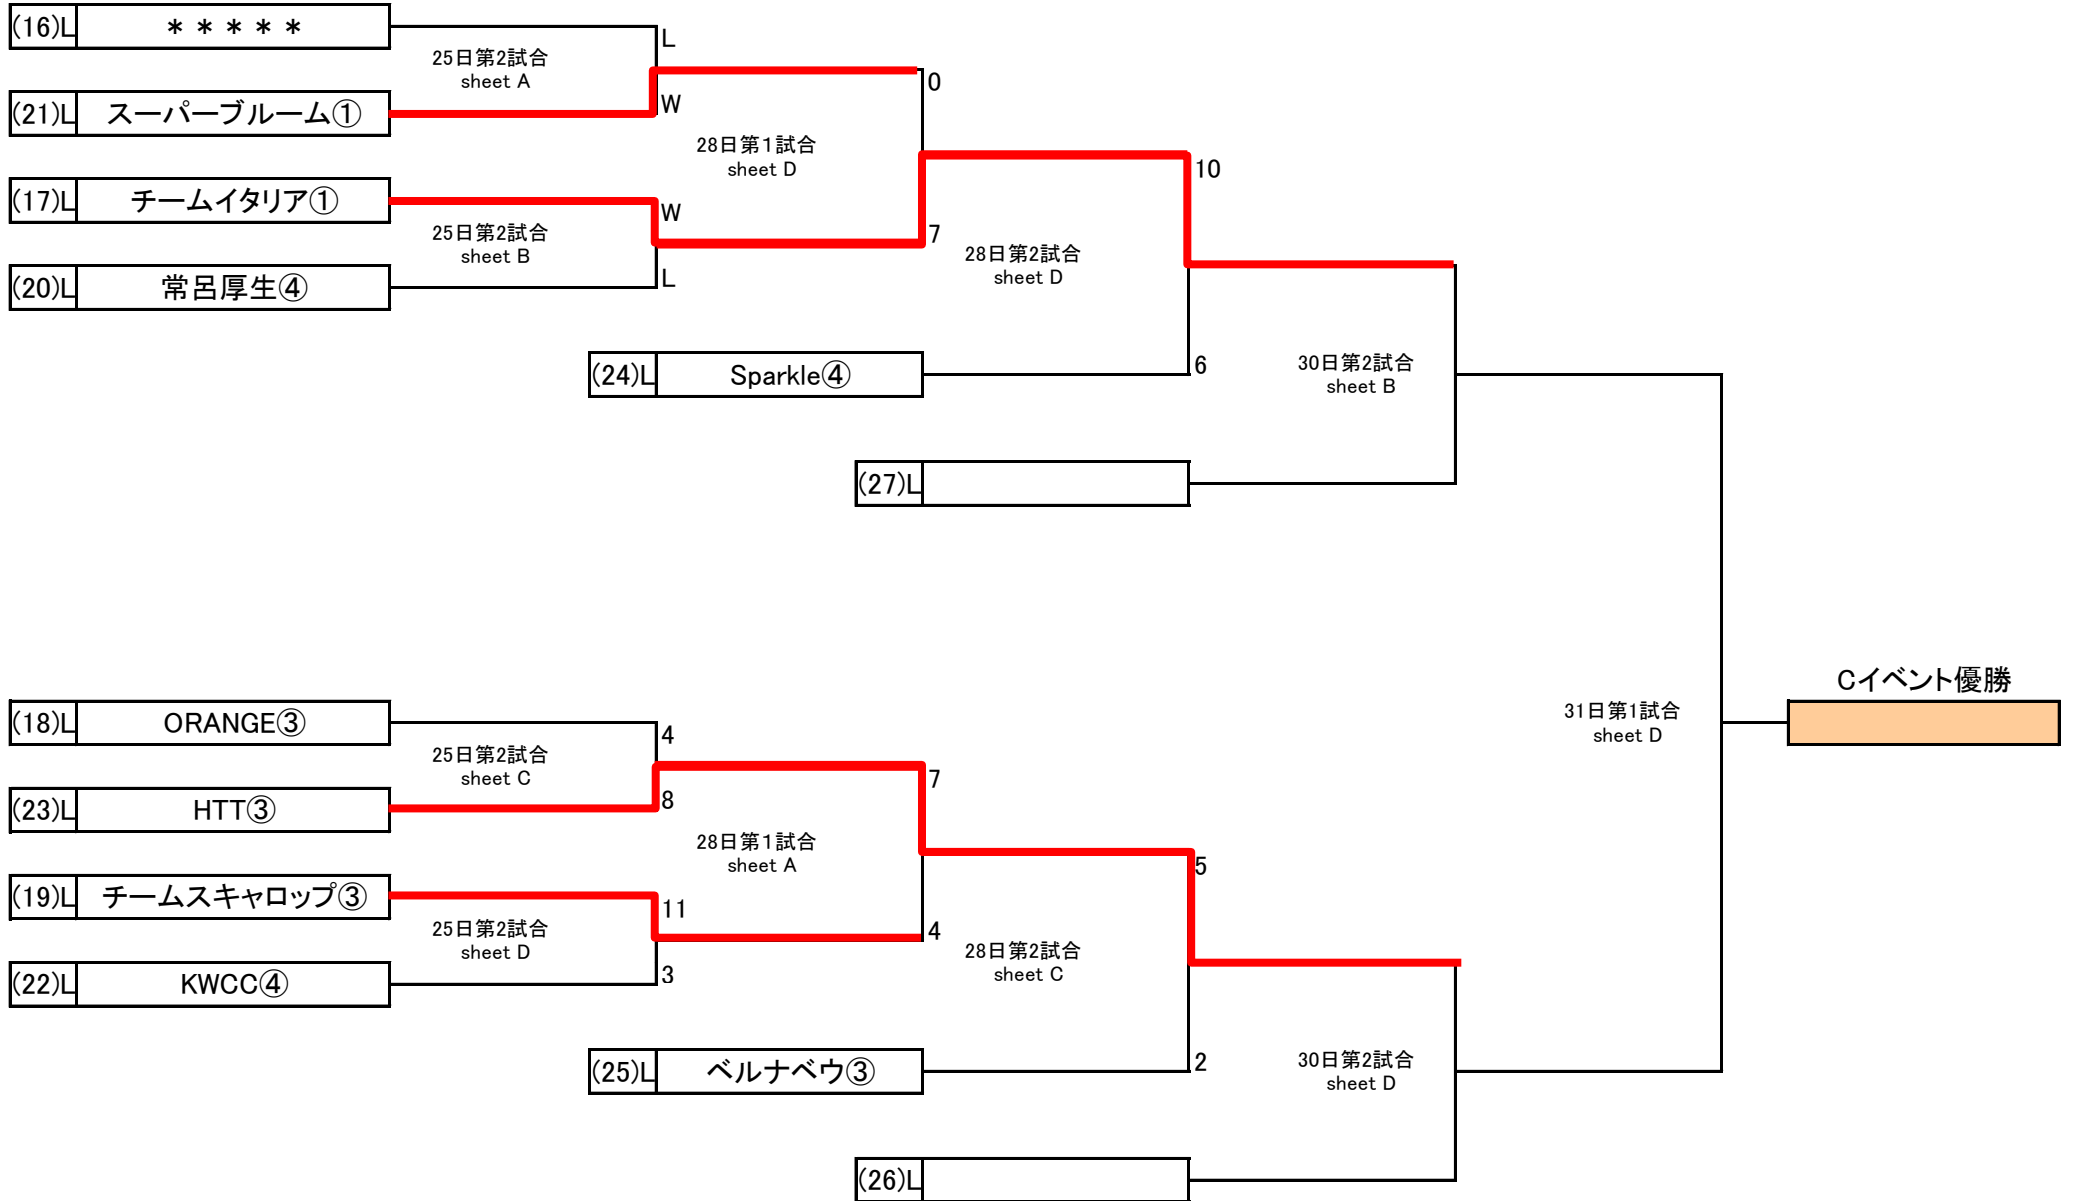 (16)L ＊＊＊＊＊
L
25日第2試合
sheet A
0
(21)L スーパーブルーム①
W
28日第１試合
sheet D
10
(17)L チームイタリア①
W
7
25日第2試合
sheet B
28日第2試合
sheet D
(20)L 常呂厚生④
L
(24)L Sparkle④
6
30日第2試合
sheet B
(27)L
Cイベント優勝
(18)L ORANGE③
4
31日第1試合
sheet D
25日第2試合
sheet C
7
(23)L HTT③
8
28日第１試合
sheet A
5
(19)L チームスキャロップ③
11
4
25日第2試合
sheet D
28日第2試合
sheet C
(22)L KWCC④
3
(25)L ベルナベウ③
2
30日第2試合
sheet D
(26)L